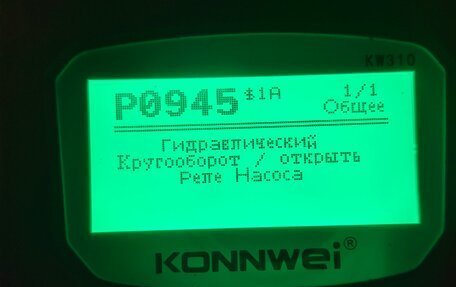 KW310
P0945 $1A 1/1
Общее
Гидравлический
Кругооборот / открыть
Реле Насоса
KONNWEI®